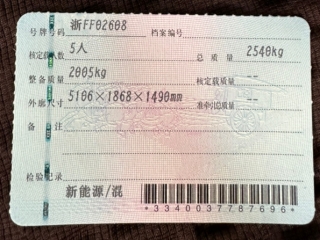 号牌号码 浙FF02608 档案编号
核定载人数 5人 总质量 2540kg
整备质量 2005kg 核定载质量 --
外廓尺寸 5106×1868×1490mm 准牵引总质量 --
备注
检验记录
新能源/混
*3340037787696*